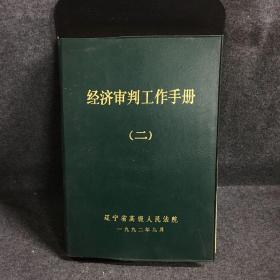 经济审判工作手册
（二）
辽宁省高级人民法院
一九九二年九月